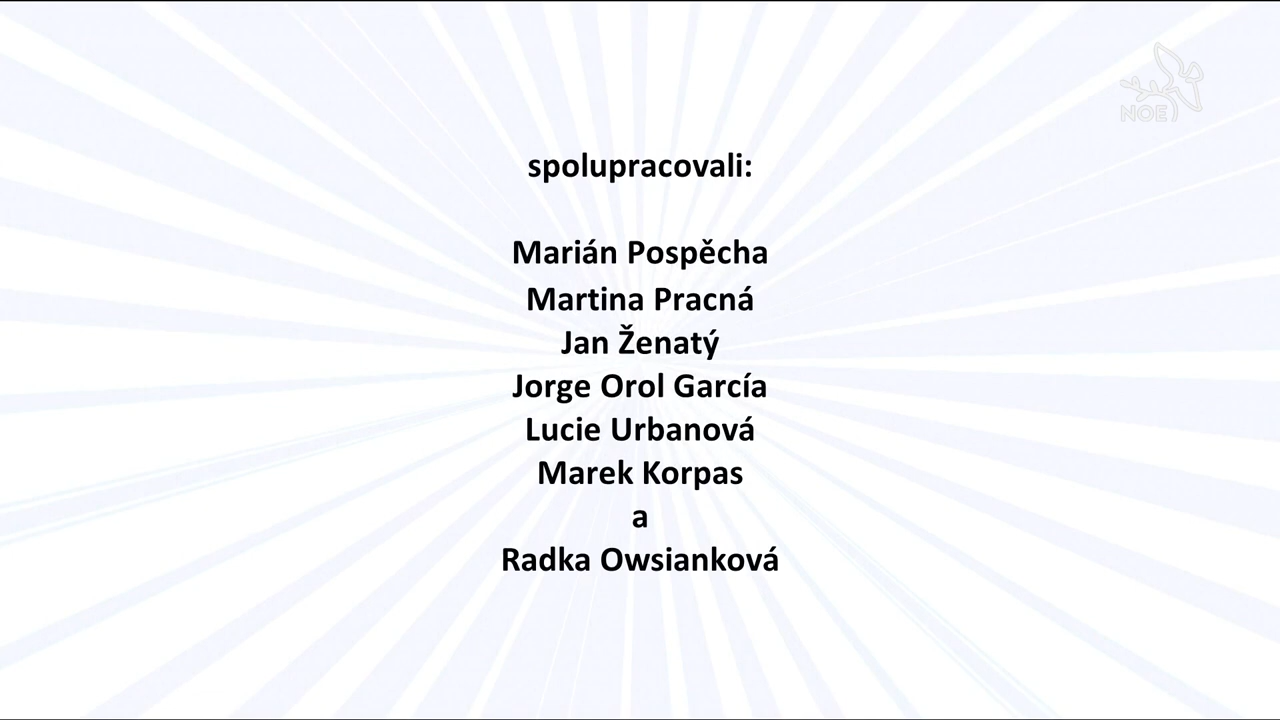 NOE
spolupracovali:
Marián Pospěcha
Martina Pracná
Jan Ženatý
Jorge Orol García
Lucie Urbanová
Marek Korpas
a
Radka Owsianková